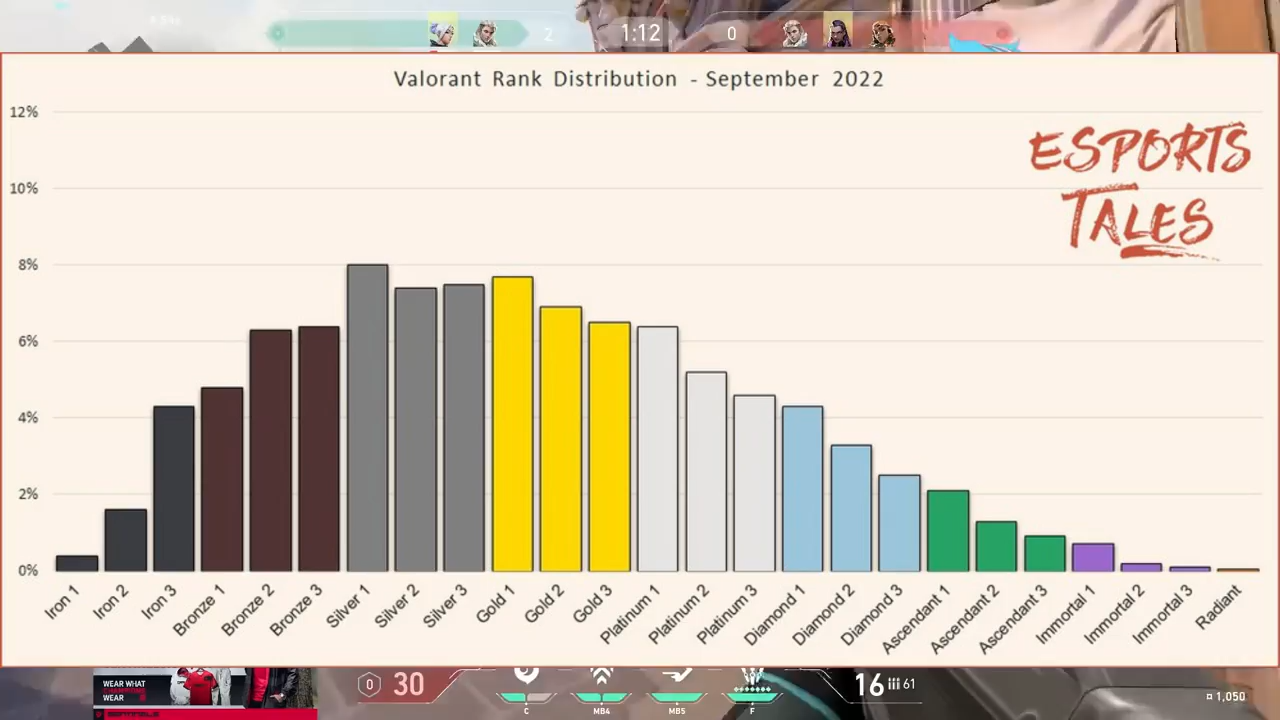 2 1:12 0
Valorant Rank Distribution - September 2022
12%
10%
8%
6%
4%
2%
0%
ESPORTS
TALES
Iron 1 Iron 2 Iron 3 Bronze 1 Bronze 2 Bronze 3 Silver 1 Silver 2 Silver 3 Gold 1 Gold 2 Gold 3 Platinum 1 Platinum 2 Platinum 3 Diamond 1 Diamond 2 Diamond 3 Ascendant 1 Ascendant 2 Ascendant 3 Immortal 1 Immortal 2 Immortal 3 Radiant
WEAR WHAT
CHAMPIONS
WEAR
SENTINELS
0 30
C MB4 MB5 F
16 61
1,050